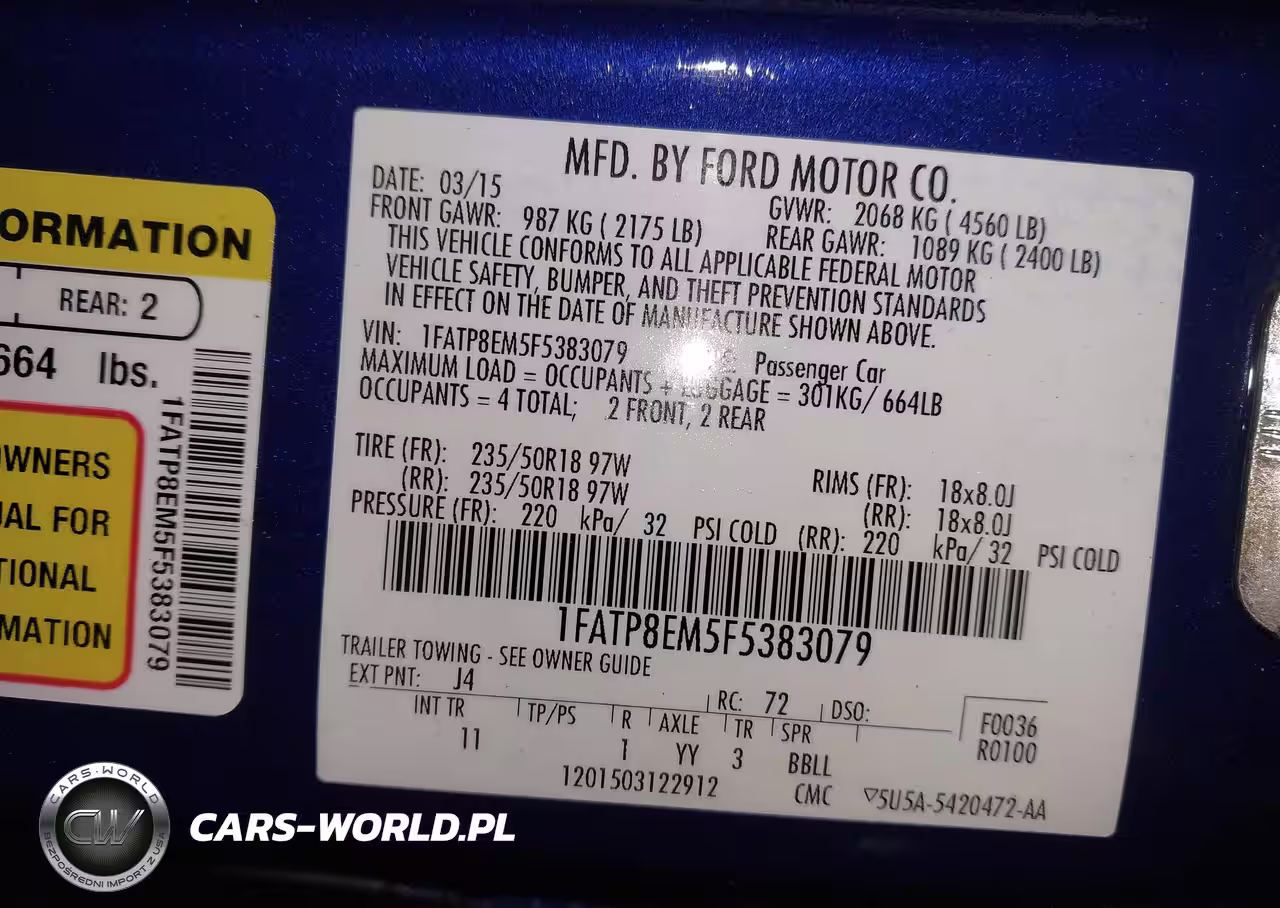 ORMATION
REAR: 2
664 lbs.
OWNERS
UAL FOR
TIONAL
MATION
1FATP8EM5F5383079
MFD. BY FORD MOTOR CO.
DATE: 03/15
GVWR: 2068 KG ( 4560 LB)
FRONT GAWR: 987 KG ( 2175 LB)
REAR GAWR: 1089 KG ( 2400 LB)
THIS VEHICLE CONFORMS TO ALL APPLICABLE FEDERAL MOTOR
VEHICLE SAFETY, BUMPER, AND THEFT PREVENTION STANDARDS
IN EFFECT ON THE DATE OF MANUFACTURE SHOWN ABOVE.
VIN: 1FATP8EM5F5383079 Passenger Car
MAXIMUM LOAD = OCCUPANTS + LUGGAGE = 301KG/ 664LB
OCCUPANTS = 4 TOTAL; 2 FRONT, 2 REAR
TIRE (FR): 235/50R18 97W RIMS (FR): 18x8.0J
(RR): 235/50R18 97W (RR): 18x8.0J
PRESSURE (FR): 220 kPa/ 32 PSI COLD (RR): 220 kPa/ 32 PSI COLD
1FATP8EM5F5383079
TRAILER TOWING - SEE OWNER GUIDE
EXT PNT: J4 RC: 72 DSO:
INT TR TP/PS R AXLE TR SPR F0036
11 1 YY 3 BBLL R0100
1201503122912 CMC ▽5U5A-5420472-AA
CARS-WORLD
CW
BEZPOŚREDNI IMPORT Z USA
CARS-WORLD.PL